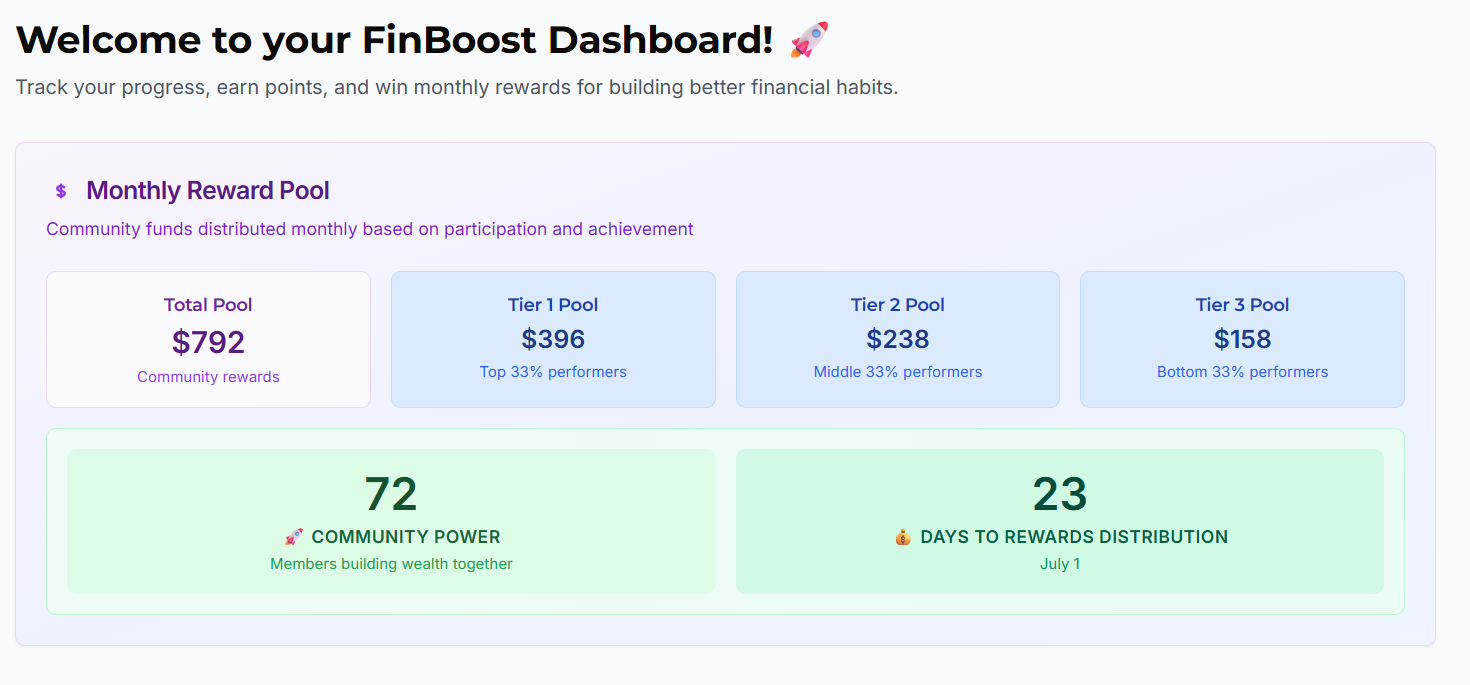 Welcome to your FinBoost Dashboard! 🚀
Track your progress, earn points, and win monthly rewards for building better financial habits.
$ Monthly Reward Pool
Community funds distributed monthly based on participation and achievement
Total Pool
$792
Community rewards
Tier 1 Pool
$396
Top 33% performers
Tier 2 Pool
$238
Middle 33% performers
Tier 3 Pool
$158
Bottom 33% performers
72
🚀 COMMUNITY POWER
Members building wealth together
23
💰 DAYS TO REWARDS DISTRIBUTION
July 1